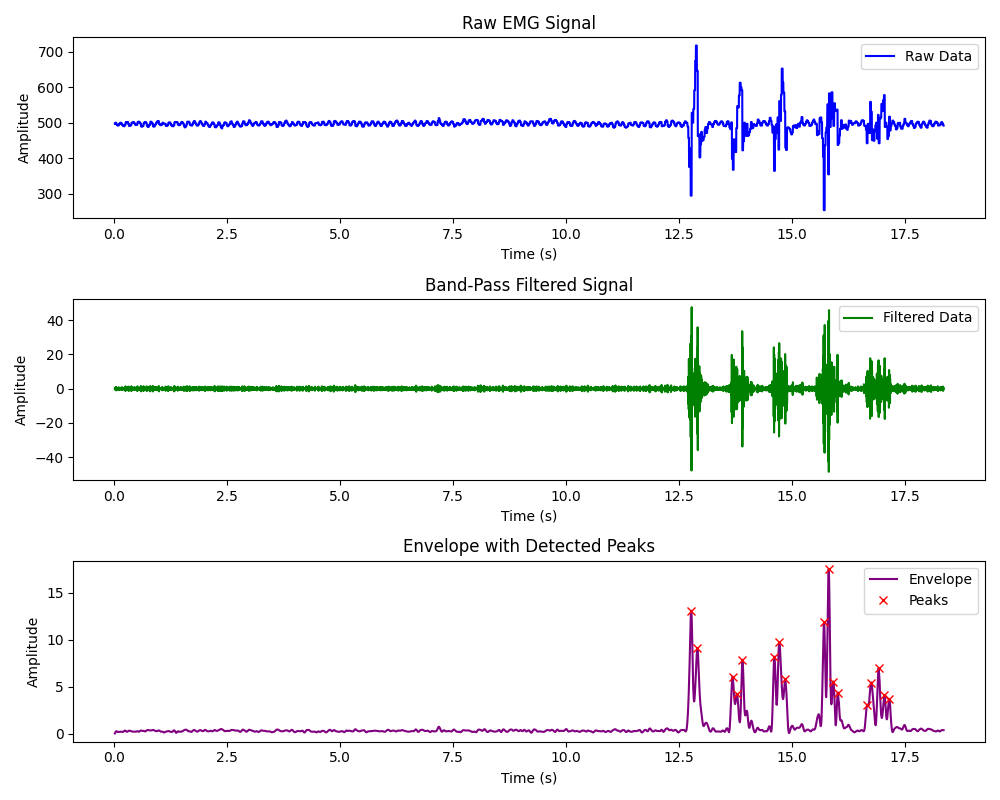 Raw EMG Signal
Raw Data
Amplitude
700
600
500
400
300
0.0 2.5 5.0 7.5 10.0 12.5 15.0 17.5
Time (s)
Band-Pass Filtered Signal
Filtered Data
Amplitude
40
20
0
−20
−40
0.0 2.5 5.0 7.5 10.0 12.5 15.0 17.5
Time (s)
Envelope with Detected Peaks
Envelope
Peaks
Amplitude
15
10
5
0
0.0 2.5 5.0 7.5 10.0 12.5 15.0 17.5
Time (s)